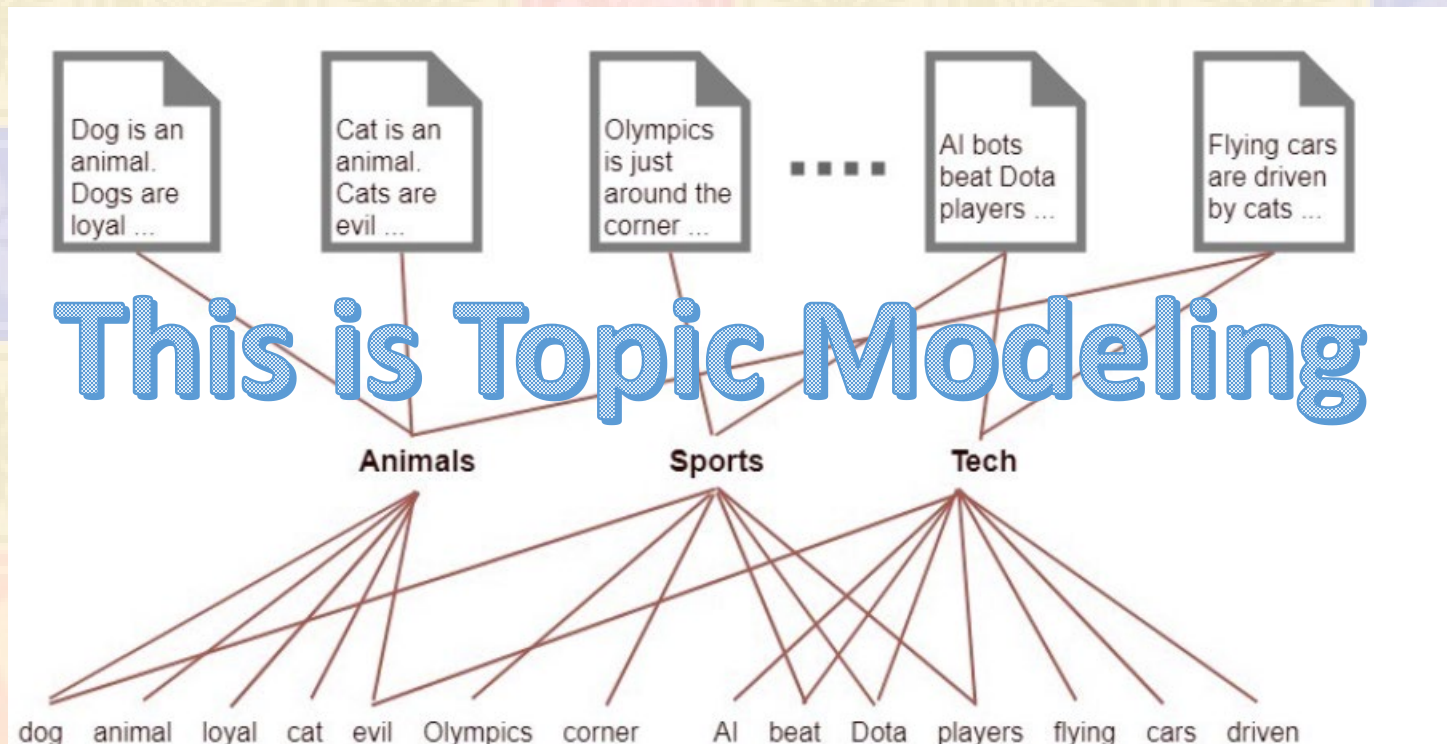 Dog is an
animal.
Dogs are
loyal ...
Cat is an
animal.
Cats are
evil ...
Olympics
is just
around the
corner ...
AI bots
beat Dota
players ...
Flying cars
are driven
by cats ...
This is Topic Modeling
Animals Sports Tech
dog animal loyal cat evil Olympics corner AI beat Dota players flying cars driven